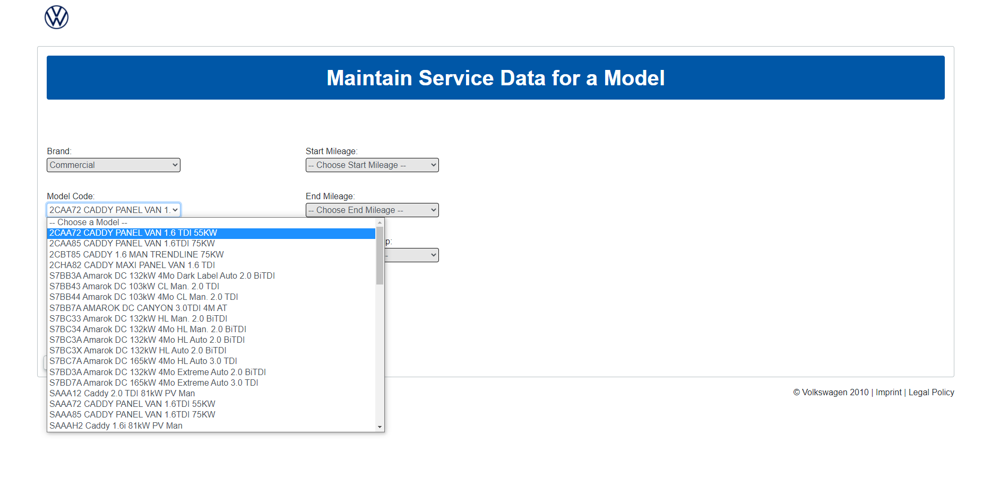 Maintain Service Data for a Model
Brand:
Commercial
Start Mileage:
-- Choose Start Mileage --
Model Code:
2CAA72 CADDY PANEL VAN 1.
End Mileage:
-- Choose End Mileage --
-- Choose a Model --
2CAA72 CADDY PANEL VAN 1.6 TDI 55KW
2CAA85 CADDY PANEL VAN 1.6TDI 75KW
2CBT85 CADDY 1.6 MAN TRENDLINE 75KW
2CHA82 CADDY MAXI PANEL VAN 1.6 TDI
S7BB3A Amarok DC 132kW 4Mo Dark Label Auto 2.0 BiTDI
S7BB43 Amarok DC 103kW CL Man. 2.0 TDI
S7BB44 Amarok DC 103kW 4Mo CL Man. 2.0 TDI
S7BB7A AMAROK DC CANYON 3.0TDI 4M AT
S7BC33 Amarok DC 132kW HL Man. 2.0 BiTDI
S7BC34 Amarok DC 132kW 4Mo HL Man. 2.0 BiTDI
S7BC3A Amarok DC 132kW 4Mo HL Auto 2.0 BiTDI
S7BC3X Amarok DC 132kW HL Auto 2.0 BiTDI
S7BC7A Amarok DC 165kW 4Mo HL Auto 3.0 TDI
S7BD3A Amarok DC 132kW 4Mo Extreme Auto 2.0 BiTDI
S7BD7A Amarok DC 165kW 4Mo Extreme Auto 3.0 TDI
SAAA12 Caddy 2.0 TDI 81kW PV Man
SAAA72 CADDY PANEL VAN 1.6TDI 55KW
SAAA85 CADDY PANEL VAN 1.6TDI 75KW
SAAAH2 Caddy 1.6i 81kW PV Man
p:
-
© Volkswagen 2010 | Imprint | Legal Policy